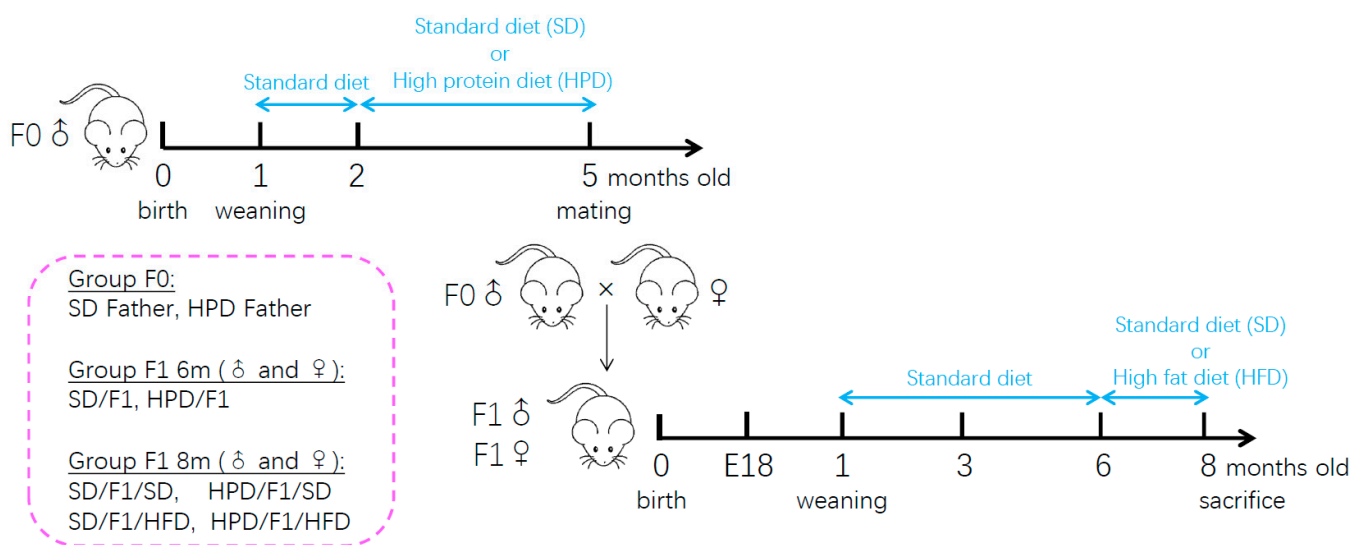 Standard diet (SD)
or
Standard diet High protein diet (HPD)
F0 ♂
0 1 2 5 months old
birth weaning mating
Group F0:
SD Father, HPD Father
Group F1 6m (♂ and ♀):
SD/F1, HPD/F1
Group F1 8m (♂ and ♀):
SD/F1/SD, HPD/F1/SD
SD/F1/HFD, HPD/F1/HFD
F0 ♂ × ♀
Standard diet (SD)
or
Standard diet High fat diet (HFD)
F1 ♂
F1 ♀
0 E18 1 3 6 8 months old
birth weaning sacrifice